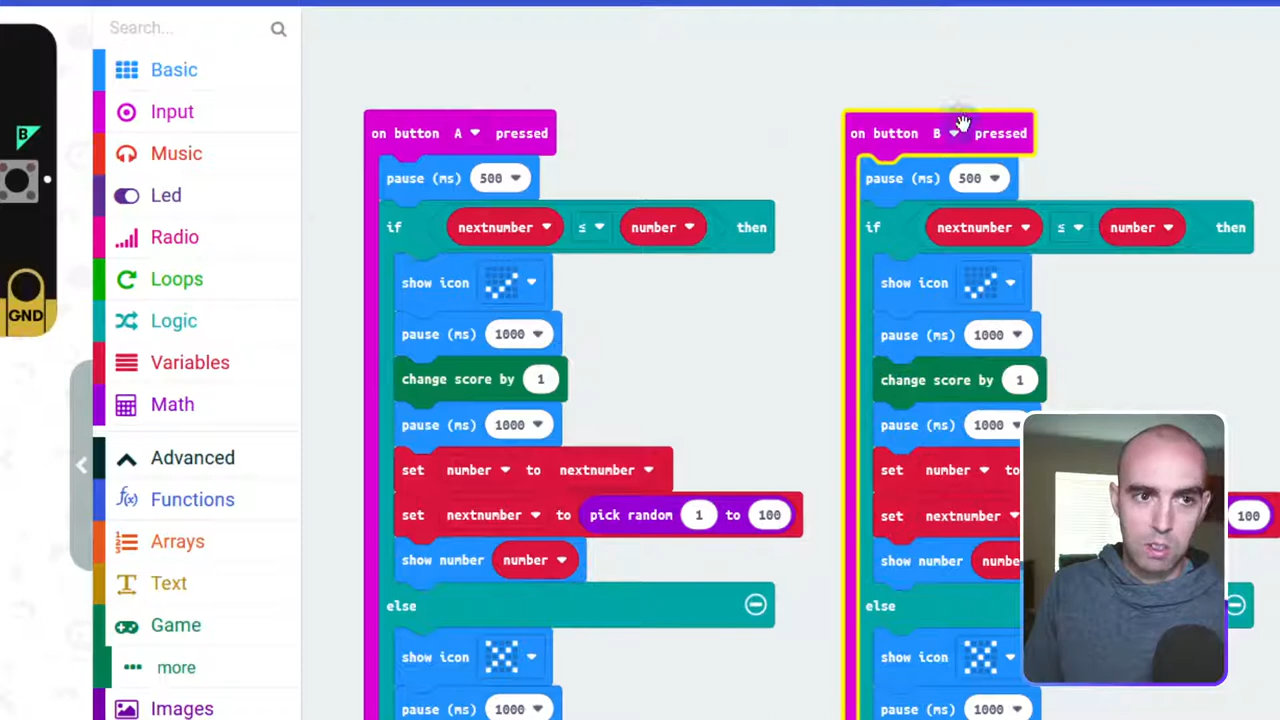 Search...
B
GND
Basic
Input
Music
Led
Radio
Loops
Logic
Variables
Math
Advanced
Functions
Arrays
Text
Game
more
Images
on button A pressed
pause (ms) 500
if nextnumber ≤ number then
show icon
pause (ms) 1000
change score by 1
pause (ms) 1000
set number to nextnumber
set nextnumber to pick random 1 to 100
show number number
else
show icon
pause (ms) 1000
on button B pressed
pause (ms) 500
if nextnumber ≤ number then
show icon
pause (ms) 1000
change score by 1
pause (ms) 1000
set number to
set nextnumber 100
show number
else
show icon
pause (ms) 1000